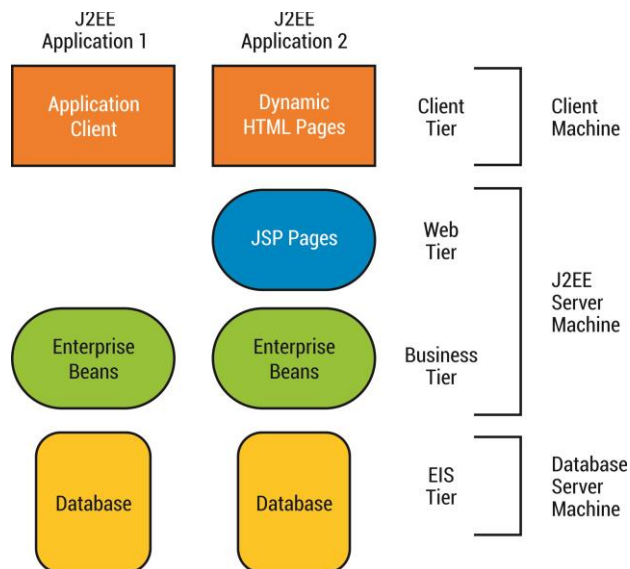 J2EE
Application 1
J2EE
Application 2
Application
Client
Dynamic
HTML Pages
Client
Tier
Client
Machine
JSP Pages
Web
Tier
J2EE
Server
Machine
Enterprise
Beans
Enterprise
Beans
Business
Tier
Database
Database
EIS
Tier
Database
Server
Machine